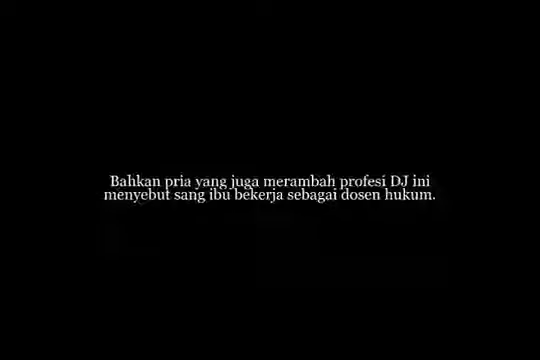 Bahkan pria yang juga merambah profesi DJ ini
menyebut sang ibu bekerja sebagai dosen hukum.